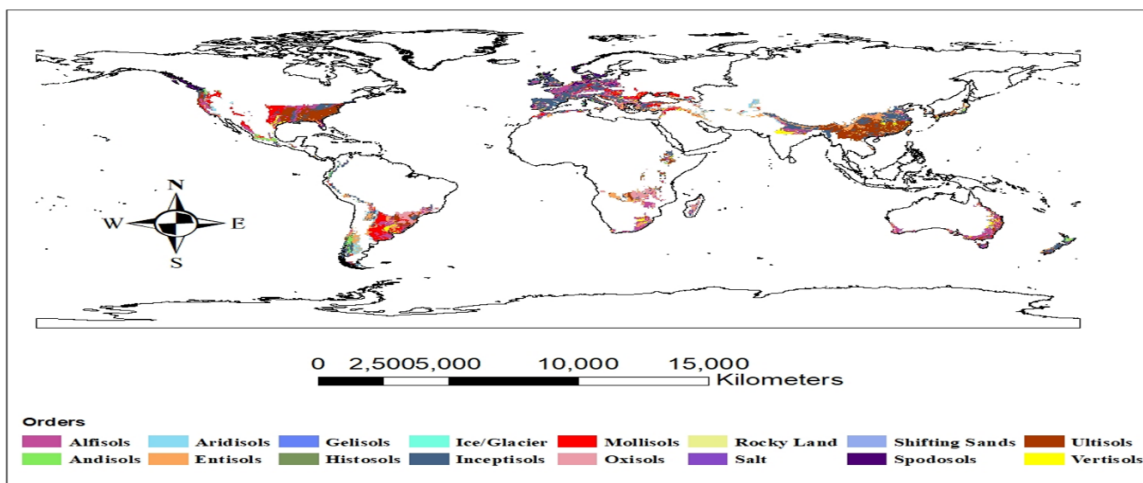 N
W E
S
0 2,5005,000 10,000 15,000
Kilometers
Orders
Alfisols Aridisols Gelisols Ice/Glacier Mollisols Rocky Land Shifting Sands Ultisols
Andisols Entisols Histosols Inceptisols Oxisols Salt Spodosols Vertisols